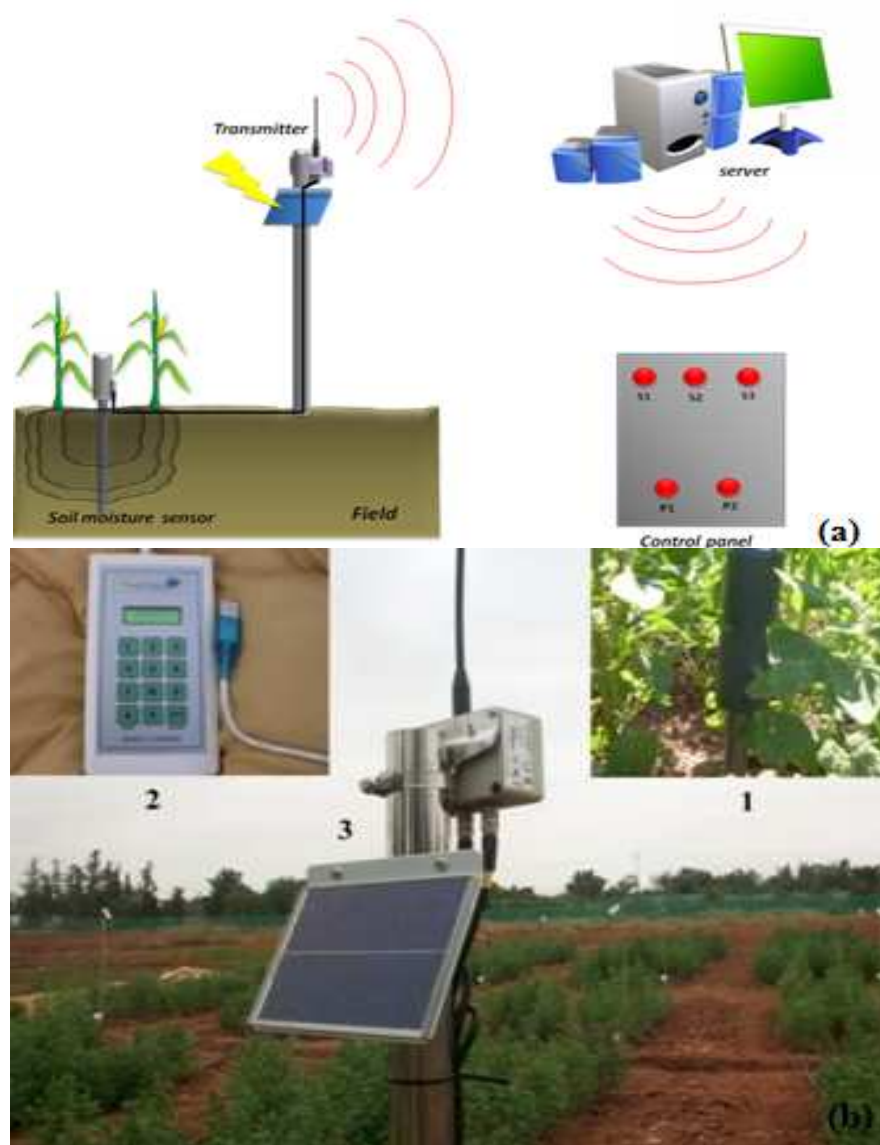 Transmitter
server
S1 S2 S3
P1 P2
Soil moisture sensor
Field
Control panel
(a)
2
1
3
(b)